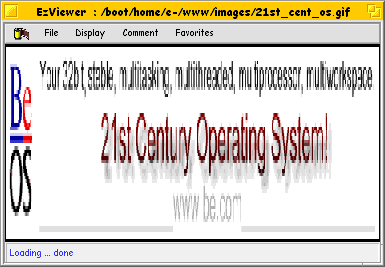 EzViewer : /boot/home/e-/www/images/21st_cent_os.gif
File Display Comment Favorites
Be
OS
Your 32bit, stable, multitasking, multithreaded, multiprocessor, multiworkspace
21st Century Operating System!
www.be.com
Loading ... done